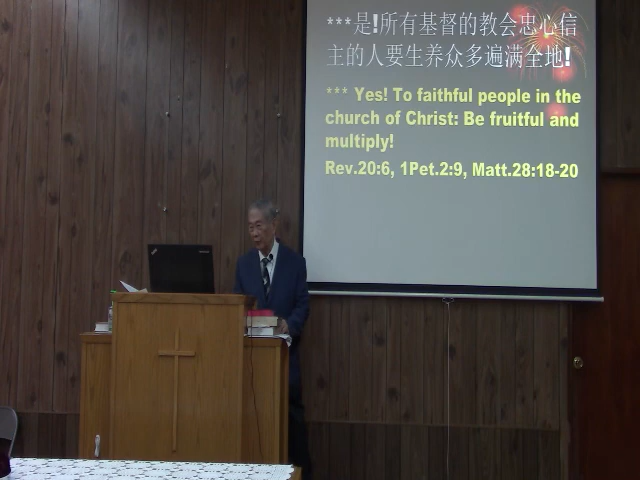 ***是!所有基督的教会忠心信
主的人要生养众多遍满全地!
*** Yes! To faithful people in the
church of Christ: Be fruitful and
multiply!
Rev.20:6, 1Pet.2:9, Matt.28:18-20